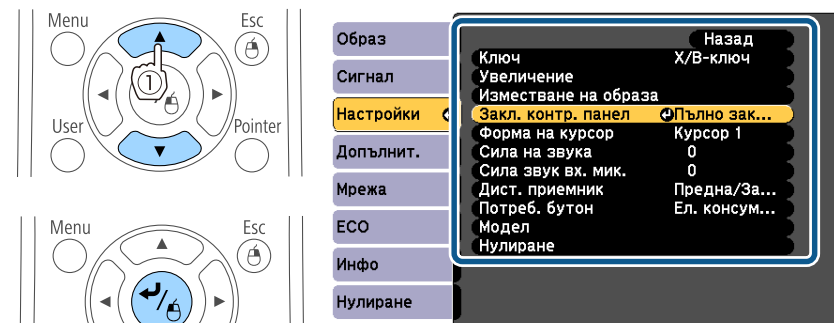 Menu
Esc
①
User
Pointer
Menu
Esc
Образ
Сигнал
Настройки
Допълнит.
Мрежа
ECO
Инфо
Нулиране
Назад
Ключ Х/В-ключ
Увеличение
Изместване на образа
Закл. контр. панел Пълно зак...
Форма на курсор Курсор 1
Сила на звука 0
Сила звук вх. мик. 0
Дист. приемник Предна/За...
Потреб. бутон Ел. консум...
Модел
Нулиране